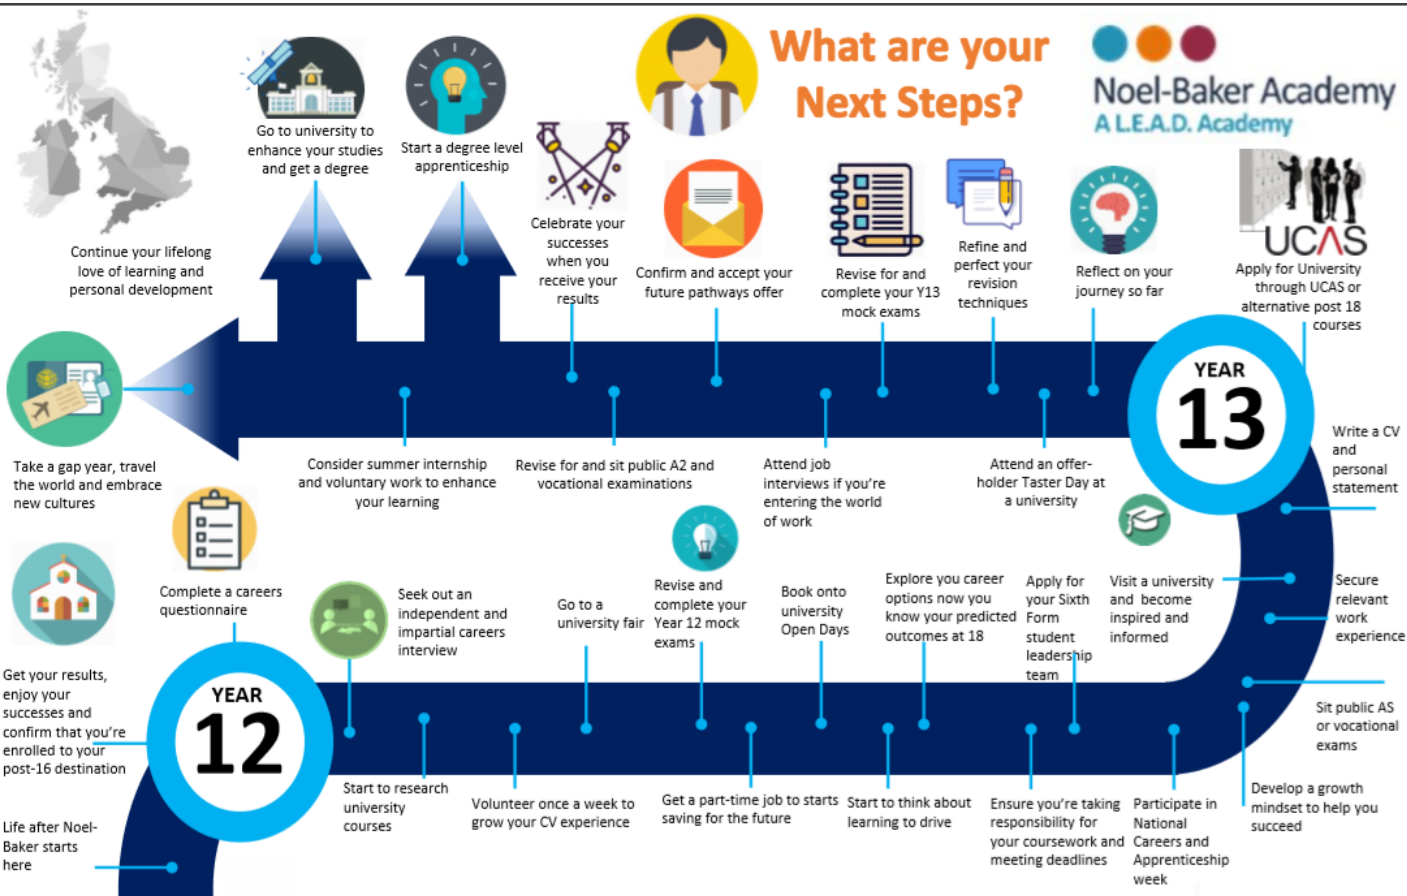 What are your
Next Steps?
Noel-Baker Academy
A L.E.A.D. Academy
Go to university to
enhance your studies
and get a degree
Start a degree level
apprenticeship
Celebrate your
successes
when you
receive your
results
Confirm and accept your
future pathways offer
Revise for and
complete your Y13
mock exams
Refine and
perfect your
revision
techniques
Reflect on your
journey so far
UCAS
Apply for University
through UCAS or
alternative post 18
courses
Continue your lifelong
love of learning and
personal development
YEAR
13
Take a gap year, travel
the world and embrace
new cultures
Consider summer internship
and voluntary work to enhance
your learning
Revise for and sit public A2 and
vocational examinations
Attend job
interviews if you're
entering the world
of work
Attend an offer-
holder Taster Day at
a university
Write a CV
and
personal
statement
Complete a careers
questionnaire
Seek out an
independent and
impartial careers
interview
Go to a
university fair
Revise and
complete your
Year 12 mock
exams
Book onto
university
Open Days
Explore you career
options now you
know your predicted
outcomes at 18
Apply for
your Sixth
Form
student
leadership
team
Visit a university
and become
inspired and
informed
Secure
relevant
work
experience
Get your results,
enjoy your
successes and
confirm that you're
enrolled to your
post-16 destination
YEAR
12
Sit public AS
or vocational
exams
Life after Noel-
Baker starts
here
Start to research
university
courses
Volunteer once a week to
grow your CV experience
Get a part-time job to starts
saving for the future
Start to think about
learning to drive
Ensure you're taking
responsibility for
your coursework and
meeting deadlines
Participate in
National
Careers and
Apprenticeship
week
Develop a growth
mindset to help you
succeed